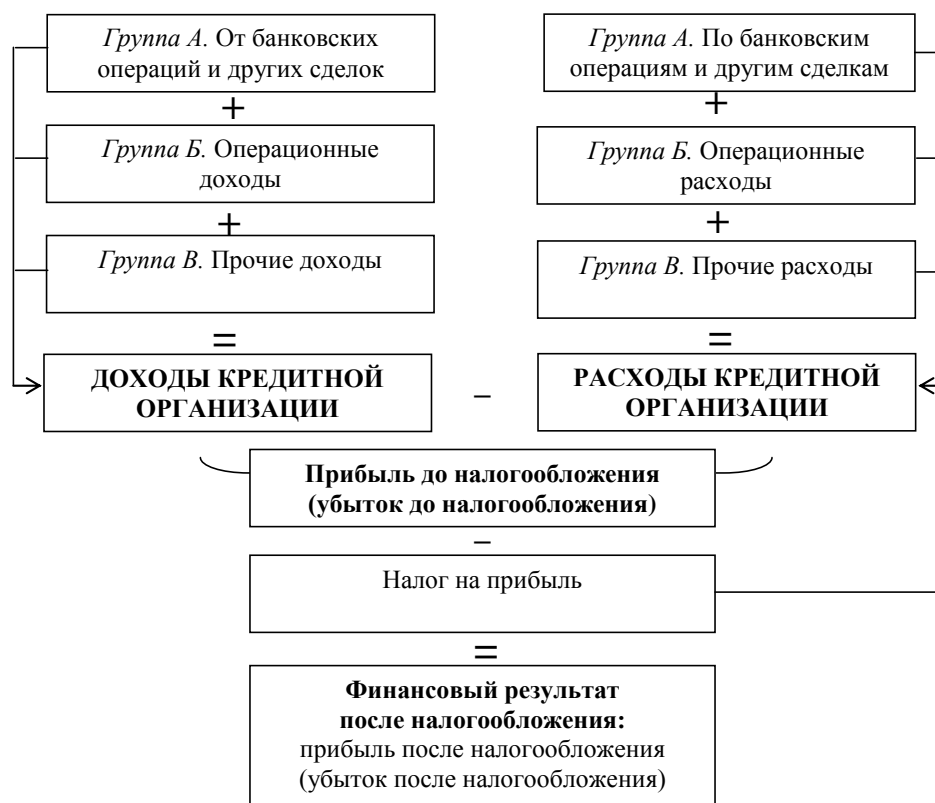 Группа А. От банковских
операций и других сделок
+
Группа Б. Операционные
доходы
+
Группа В. Прочие доходы
=
ДОХОДЫ КРЕДИТНОЙ
ОРГАНИЗАЦИИ
–
Группа А. По банковским
операциям и другим сделкам
+
Группа Б. Операционные
расходы
+
Группа В. Прочие расходы
=
РАСХОДЫ КРЕДИТНОЙ
ОРГАНИЗАЦИИ
Прибыль до налогообложения
(убыток до налогообложения)
–
Налог на прибыль
=
Финансовый результат
после налогообложения:
прибыль после налогообложения
(убыток после налогообложения)